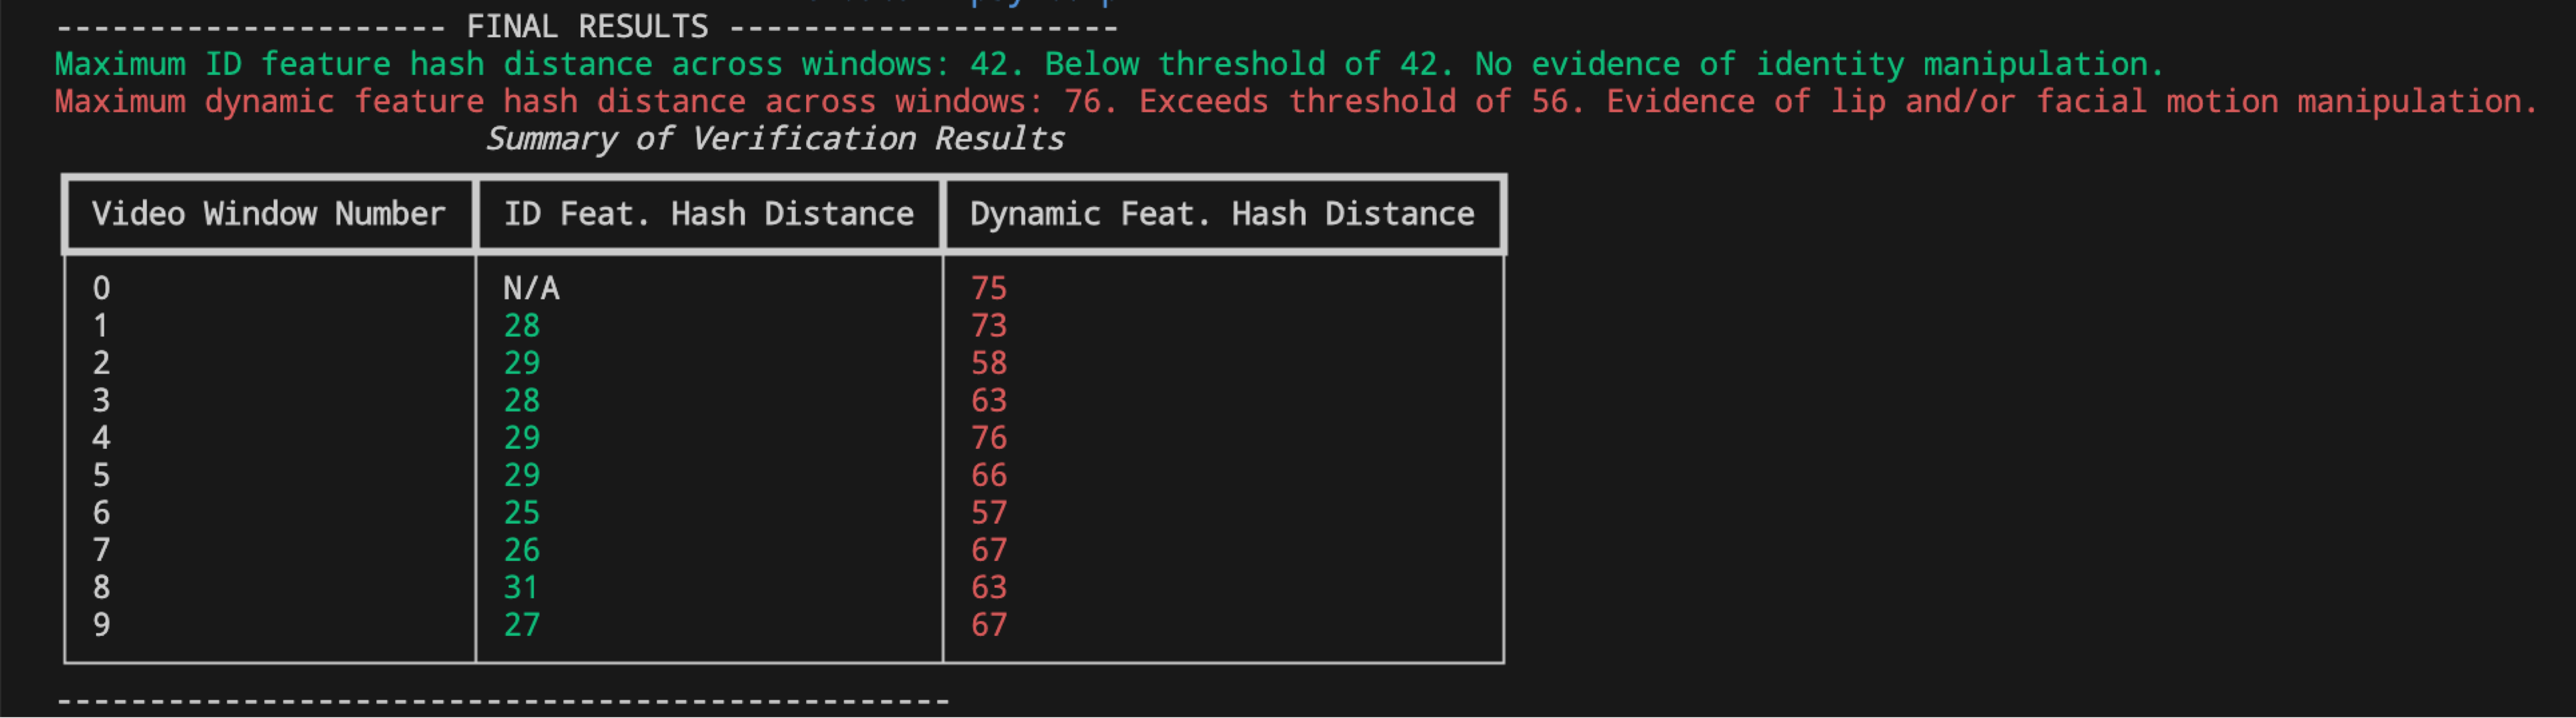 --------------------- FINAL RESULTS ---------------------
Maximum ID feature hash distance across windows: 42. Below threshold of 42. No evidence of identity manipulation.
Maximum dynamic feature hash distance across windows: 76. Exceeds threshold of 56. Evidence of lip and/or facial motion manipulation.
Summary of Verification Results
Video Window Number ID Feat. Hash Distance Dynamic Feat. Hash Distance
0 N/A 75
1 28 73
2 29 58
3 28 63
4 29 76
5 29 66
6 25 57
7 26 67
8 31 63
9 27 67
------------------------------------------------